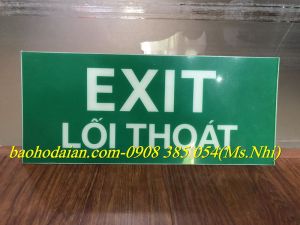 EXIT
LỐI THOÁT
baohodaian.com-0908 385 054(Ms.Nhi)